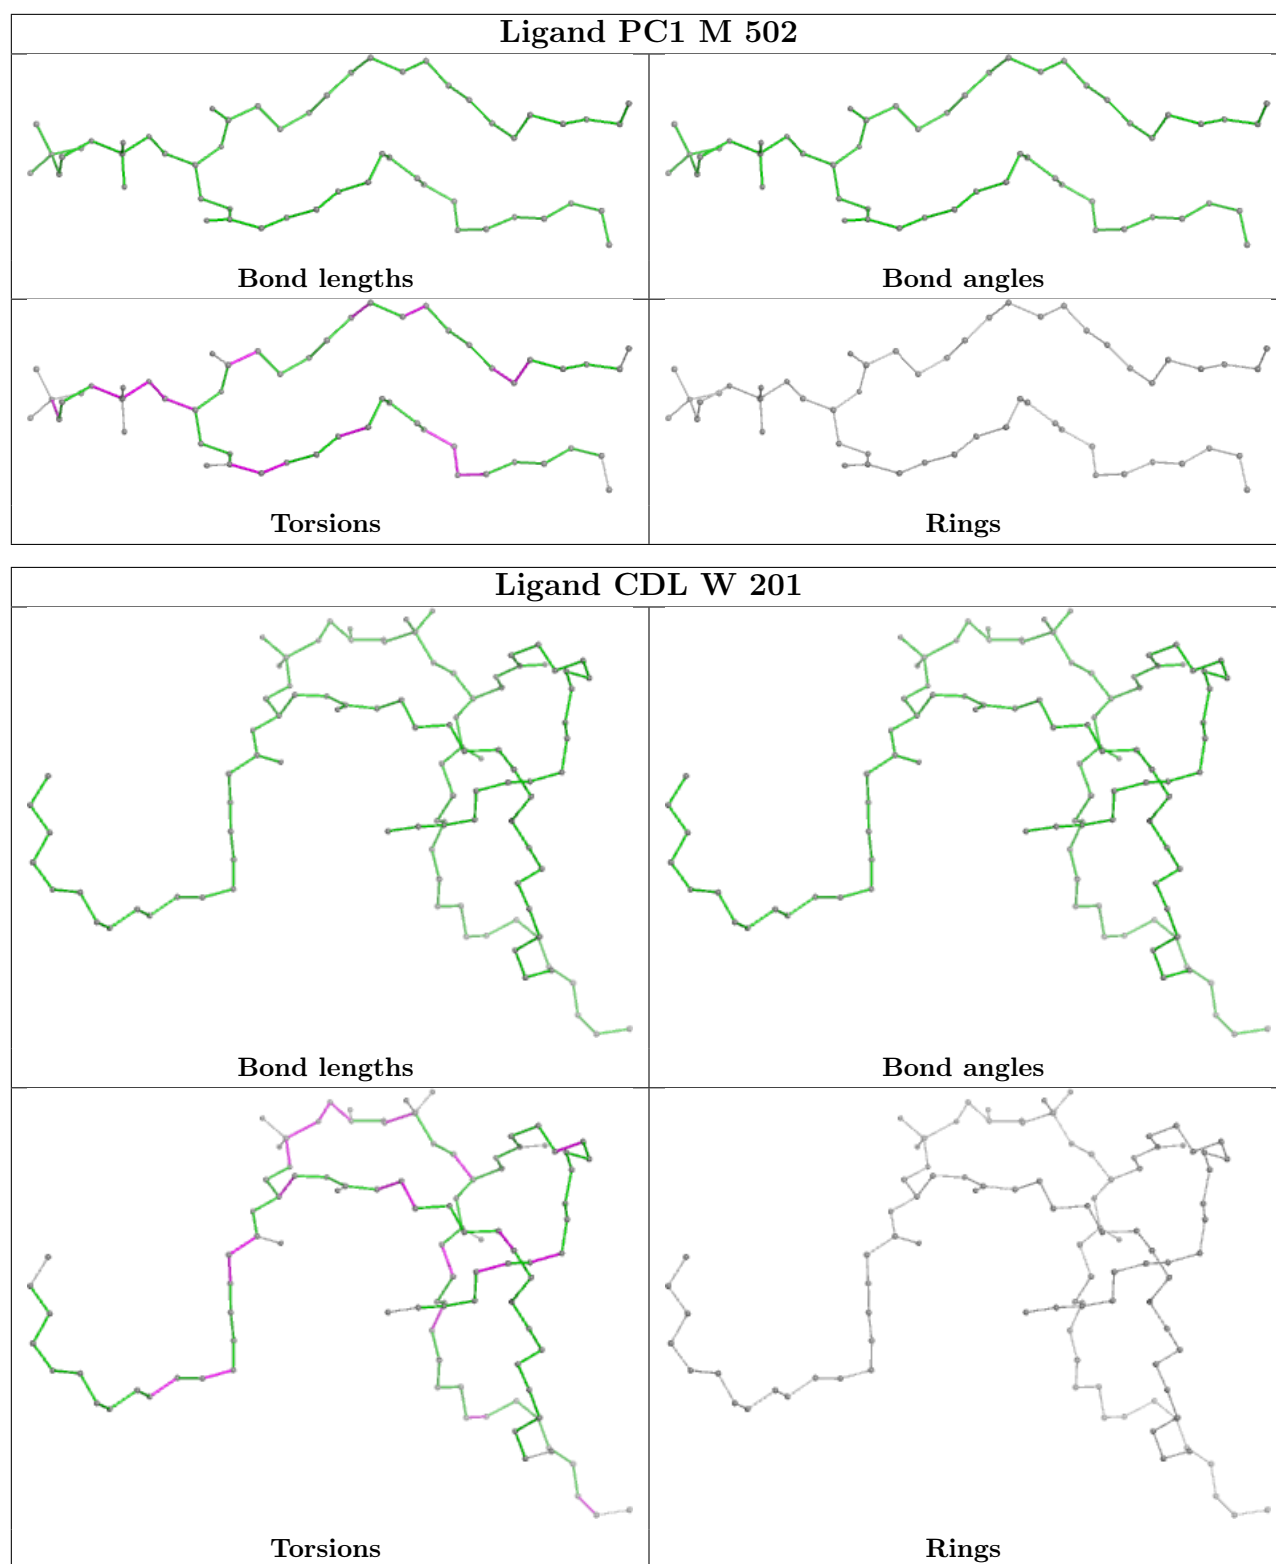 Ligand PC1 M 502
Bond lengths
Bond angles
Torsions
Rings
Ligand CDL W 201
Bond lengths
Bond angles
Torsions
Rings